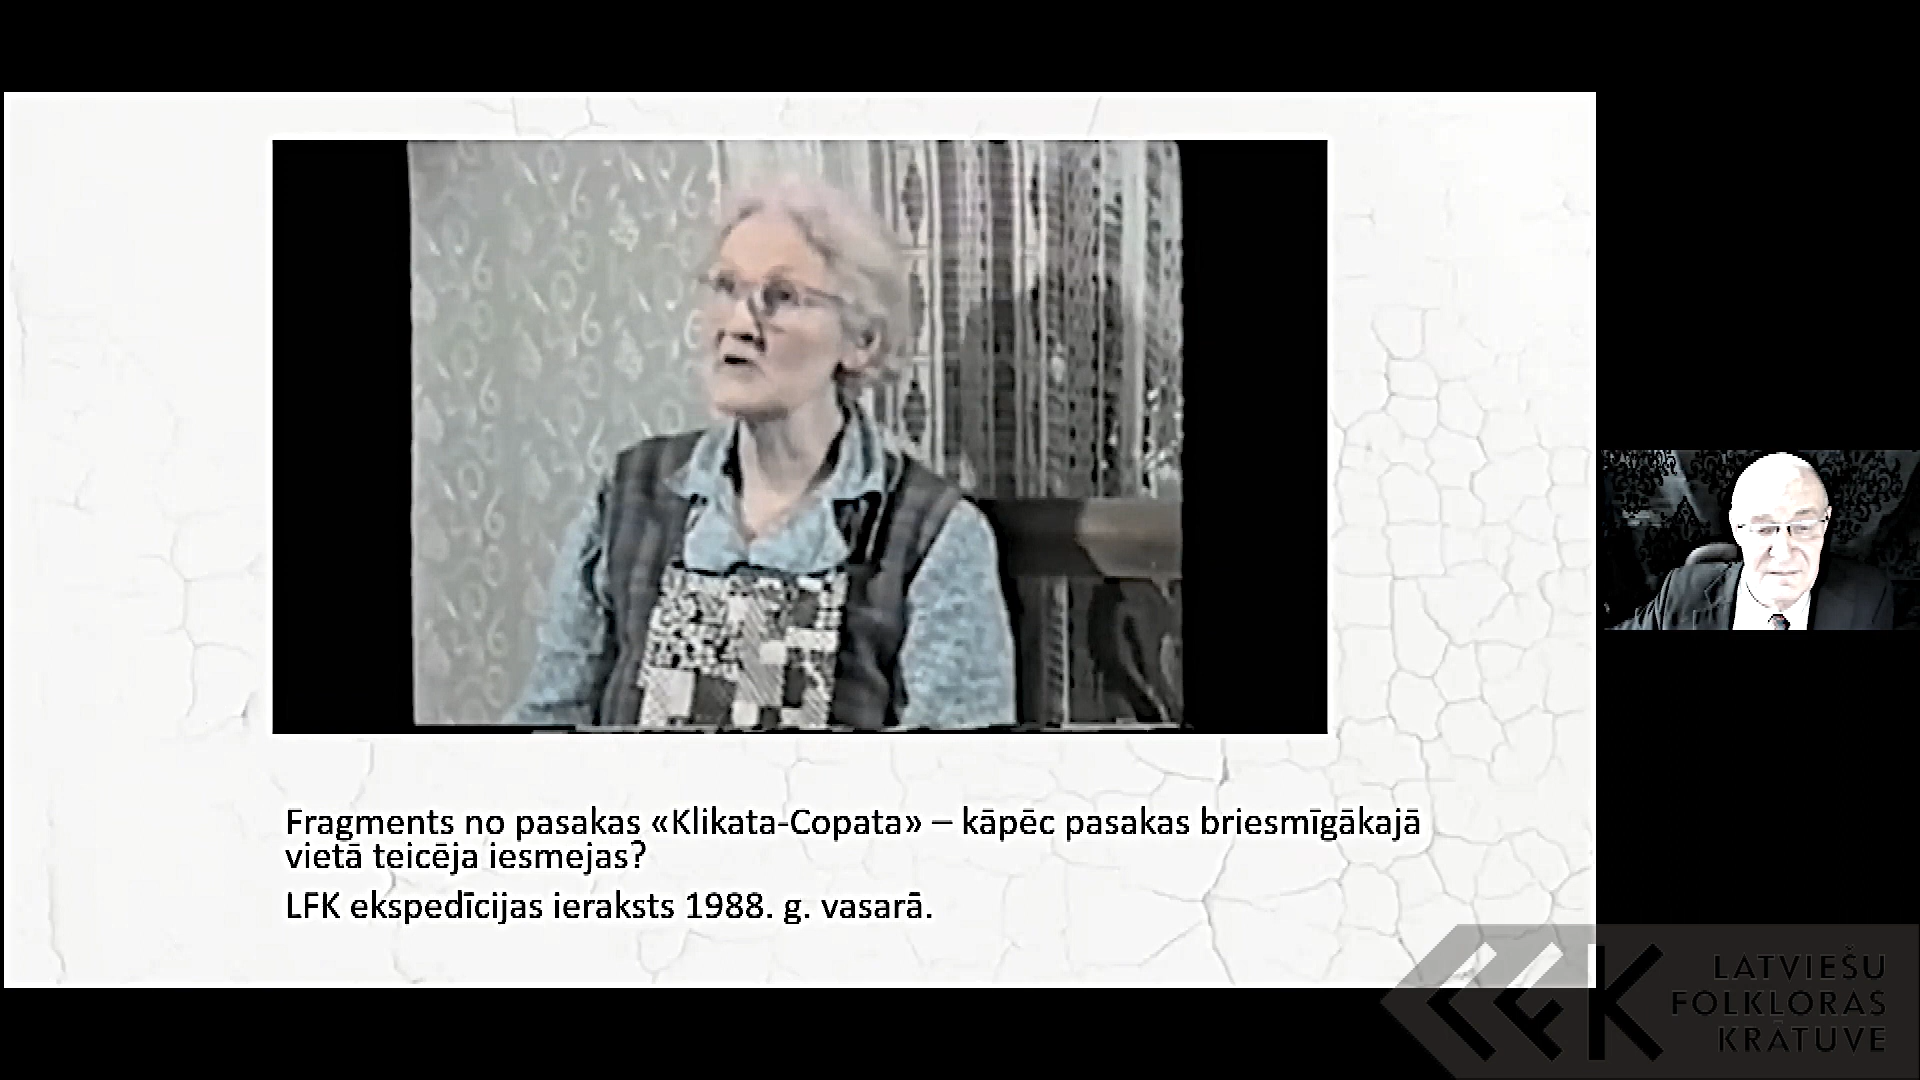 Fragments no pasakas «Klikata-Copata» – kāpēc pasakas briesmīgākajā
vietā teicēja iesmejas?
LFK ekspedīcijas ieraksts 1988. g. vasarā.
LFK
LATVIEŠU
FOLKLORAS
KRĀTUVE